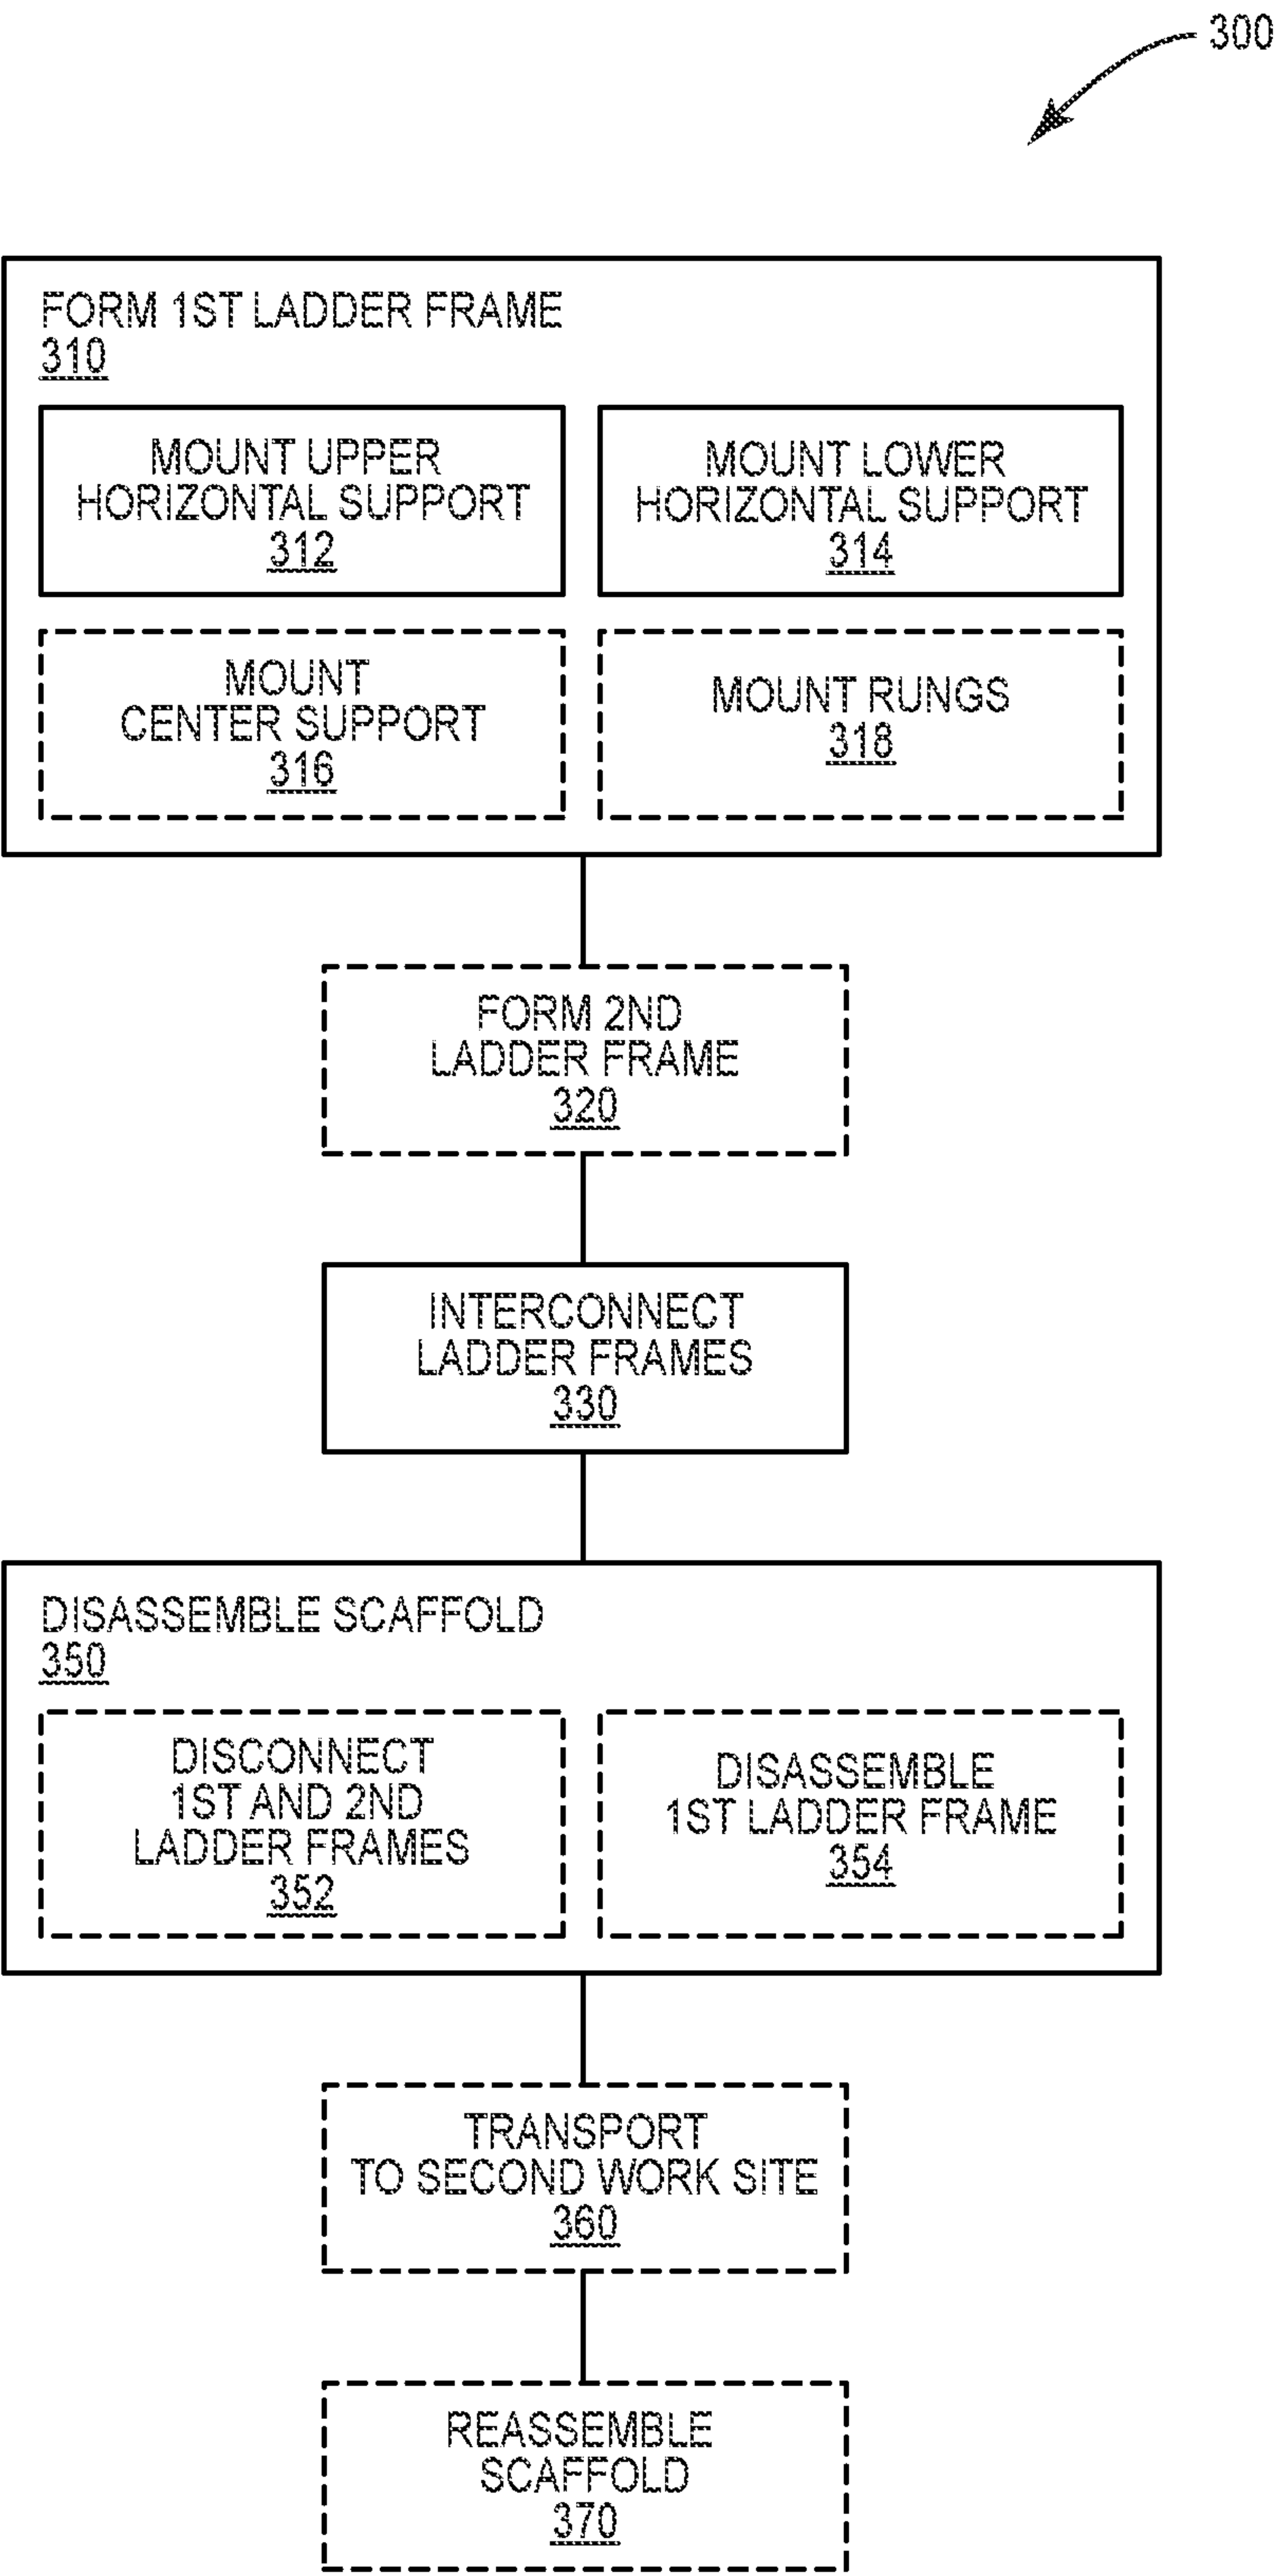 300
FORM 1ST LADDER FRAME
310
MOUNT UPPER
HORIZONTAL SUPPORT
312
MOUNT LOWER
HORIZONTAL SUPPORT
314
MOUNT
CENTER SUPPORT
316
MOUNT RUNGS
318
FORM 2ND
LADDER FRAME
320
INTERCONNECT
LADDER FRAMES
330
DISASSEMBLE SCAFFOLD
350
DISCONNECT
1ST AND 2ND
LADDER FRAMES
352
DISASSEMBLE
1ST LADDER FRAME
354
TRANSPORT
TO SECOND WORK SITE
360
REASSEMBLE
SCAFFOLD
370